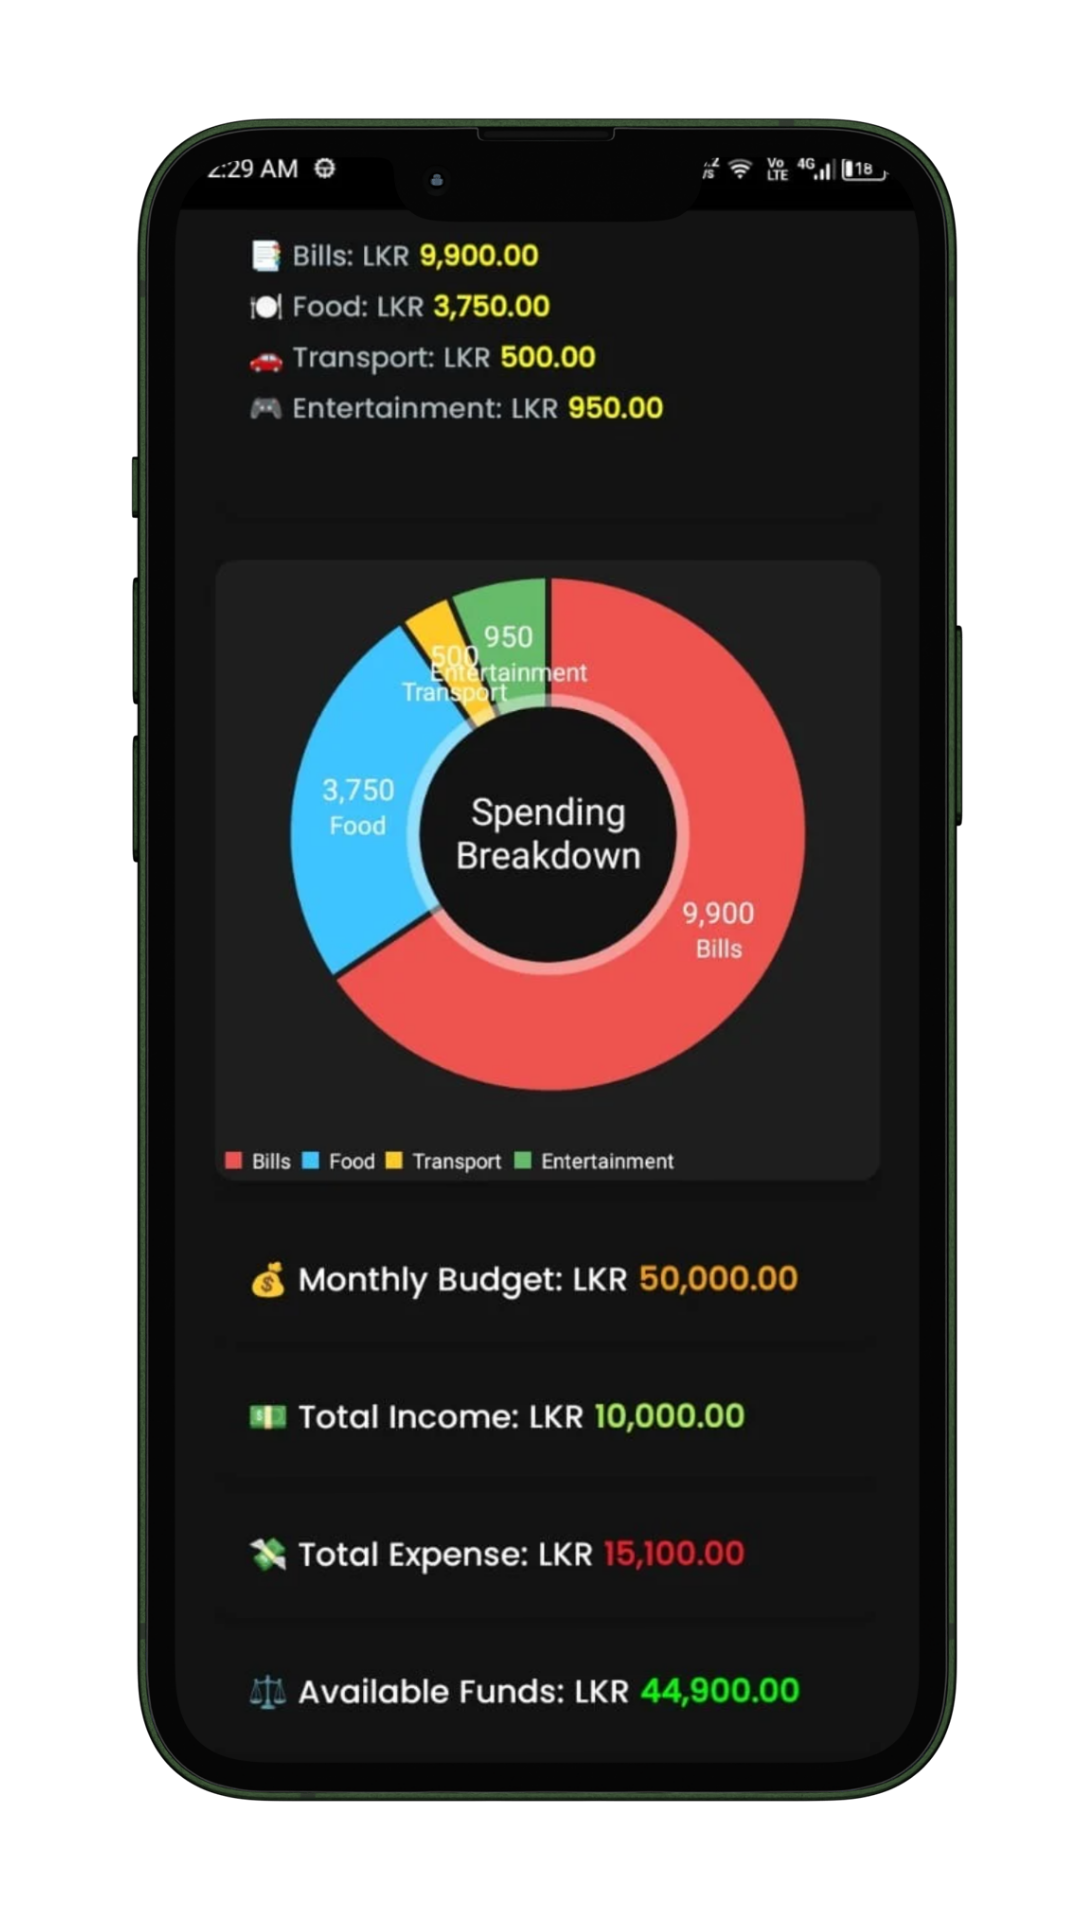 2:29 AM
Vo LTE 4G 18
Bills: LKR 9,900.00
Food: LKR 3,750.00
Transport: LKR 500.00
Entertainment: LKR 950.00
950
500
Entertainment
Transport
3,750
Food
Spending
Breakdown
9,900
Bills
Bills Food Transport Entertainment
Monthly Budget: LKR 50,000.00
Total Income: LKR 10,000.00
Total Expense: LKR 15,100.00
Available Funds: LKR 44,900.00